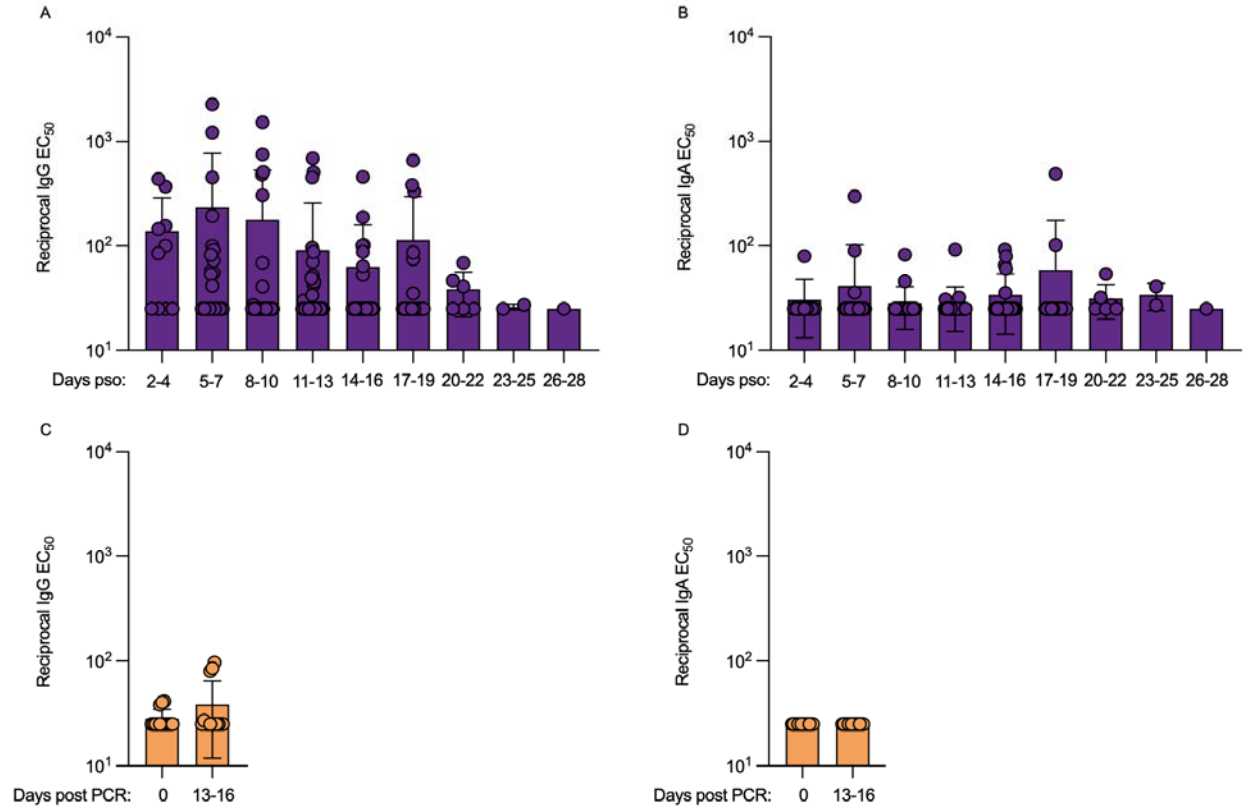 A
Reciprocal IgG EC50
10^4
10^3
10^2
10^1
Days pso: 2-4 5-7 8-10 11-13 14-16 17-19 20-22 23-25 26-28
B
Reciprocal IgA EC50
10^4
10^3
10^2
10^1
Days pso: 2-4 5-7 8-10 11-13 14-16 17-19 20-22 23-25 26-28
C
Reciprocal IgG EC50
10^4
10^3
10^2
10^1
Days post PCR: 0 13-16
D
Reciprocal IgA EC50
10^4
10^3
10^2
10^1
Days post PCR: 0 13-16